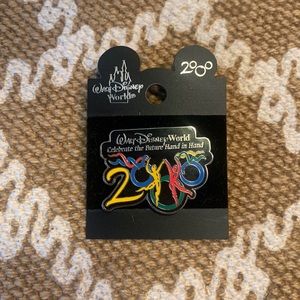 WALT DISNEY
World
2000
WALT DISNEY World
Celebrate the Future Hand in Hand
2000